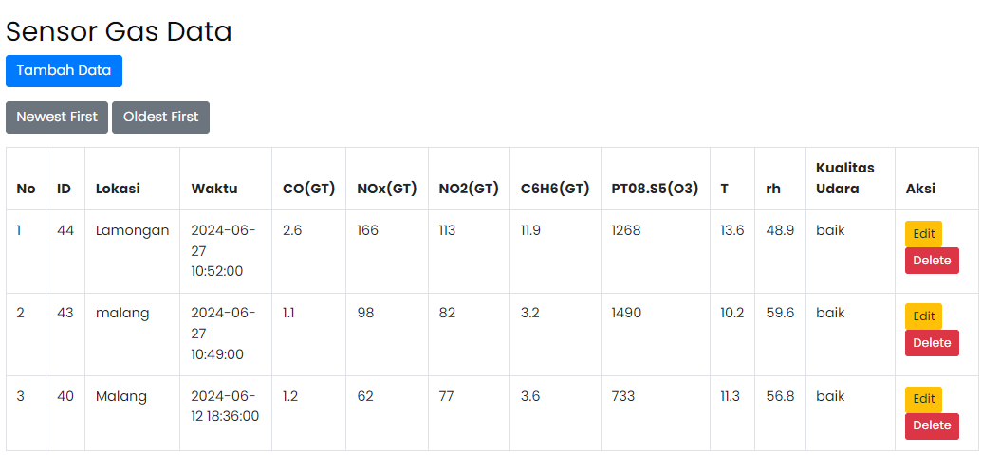 Sensor Gas Data
Tambah Data
Newest First Oldest First
No ID Lokasi Waktu CO(GT) NOx(GT) NO2(GT) C6H6(GT) PT08.S5(O3) T rh Kualitas Udara Aksi
1 44 Lamongan 2024-06-27 10:52:00 2.6 166 113 11.9 1268 13.6 48.9 baik Edit Delete
2 43 malang 2024-06-27 10:49:00 1.1 98 82 3.2 1490 10.2 59.6 baik Edit Delete
3 40 Malang 2024-06-12 18:36:00 1.2 62 77 3.6 733 11.3 56.8 baik Edit Delete